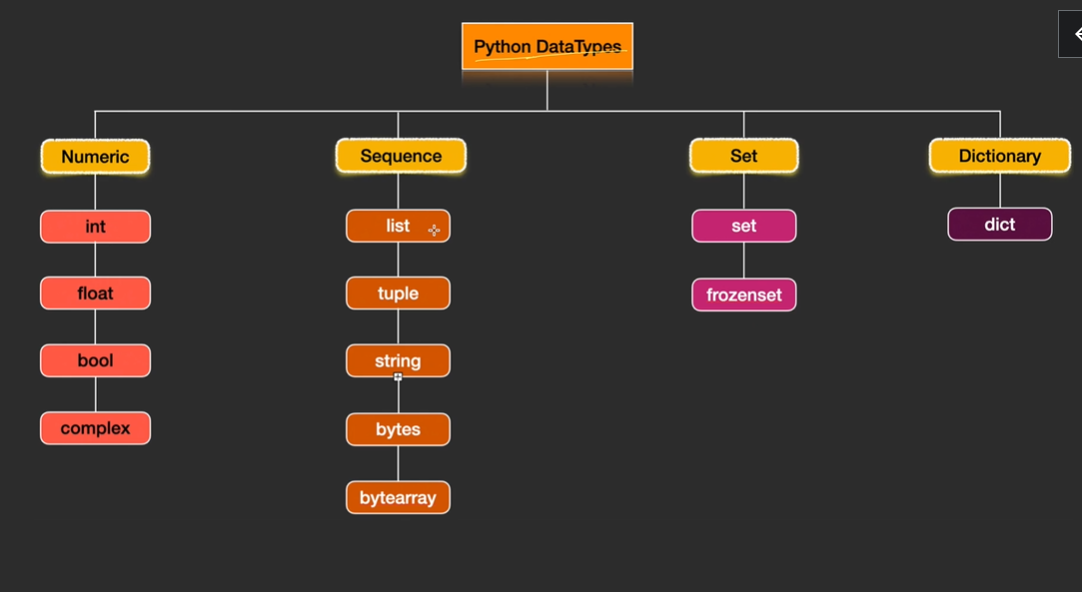 Python DataTypes
Numeric
Sequence
Set
Dictionary
int
list
set
dict
float
tuple
frozenset
bool
string
complex
bytes
bytearray